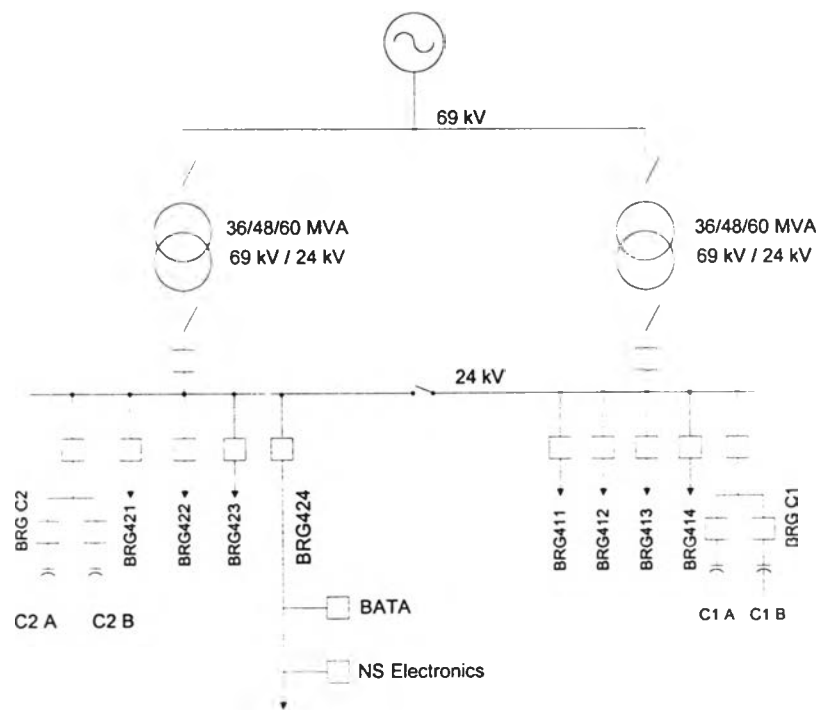 69 kV
36/48/60 MVA
69 kV / 24 kV
36/48/60 MVA
69 kV / 24 kV
24 kV
BRG C2
BRG421
BRG422
BRG423
BRG424
BRG411
BRG412
BRG413
BRG414
BRG C1
C2 A
C2 B
C1 A
C1 B
BATA
NS Electronics